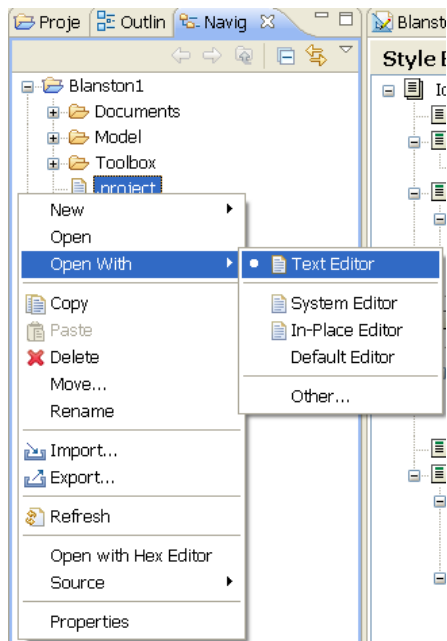 Proje Outlin Navig Blansto
Style E
Blanston1
Documents
Model
Toolbox
.project
New
Open
Open With
Text Editor
Copy
System Editor
Paste
In-Place Editor
Delete
Default Editor
Move...
Rename
Other...
Import...
Export...
Refresh
Open with Hex Editor
Source
Properties